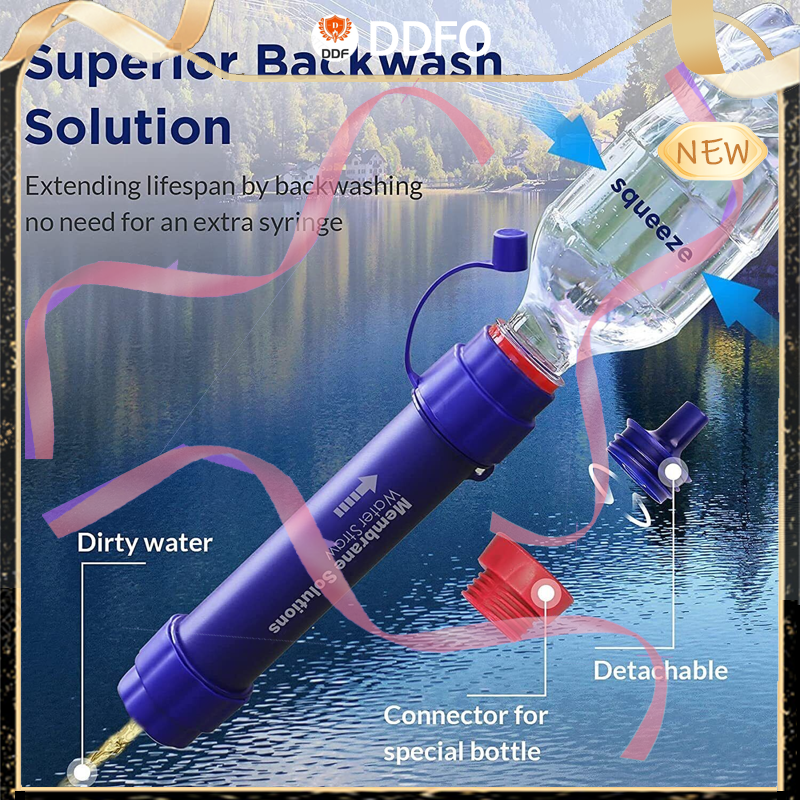 DDF
DDFO
Superior Backwash
Solution
NEW
Extending lifespan by backwashing
no need for an extra syringe
squeeze
Membrane Solutions
Water Straw
Dirty water
Detachable
Connector for
special bottle